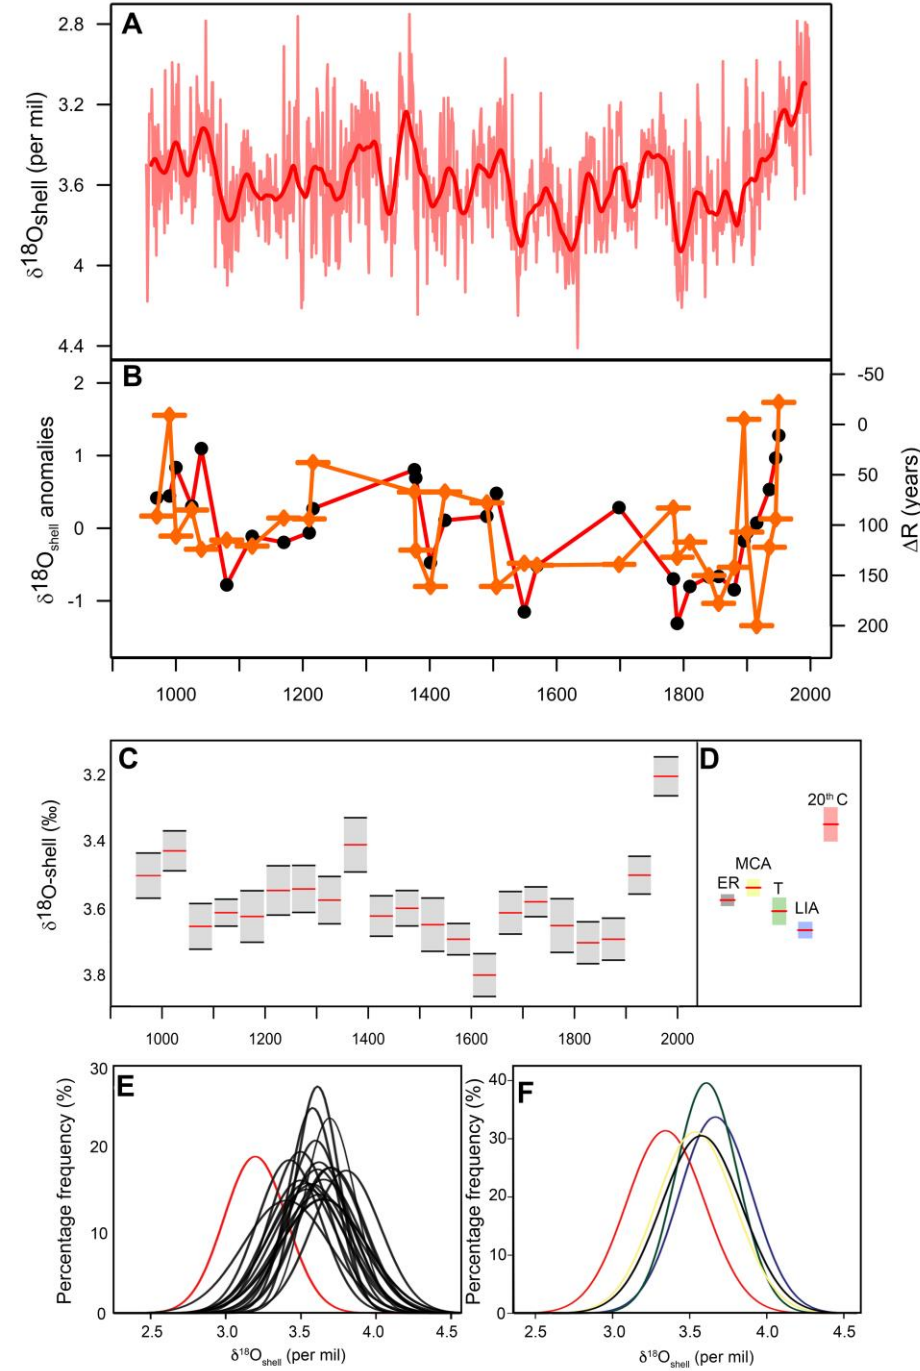 A
2.8
3.2
3.6
4
4.4
δ18Oshell (per mil)
B
2
1
0
-1
δ18Oshell anomalies
-50
0
50
100
150
200
ΔR (years)
1000 1200 1400 1600 1800 2000
C
3.2
3.4
3.6
3.8
δ18O-shell (‰)
1000 1200 1400 1600 1800 2000
D
20th C
MCA
ER
T
LIA
E
30
20
10
0
Percentage frequency (%)
2.5 3.0 3.5 4.0 4.5
δ18Oshell (per mil)
F
40
30
20
10
0
Percentage frequency (%)
2.5 3.0 3.5 4.0 4.5
δ18Oshell (per mil)